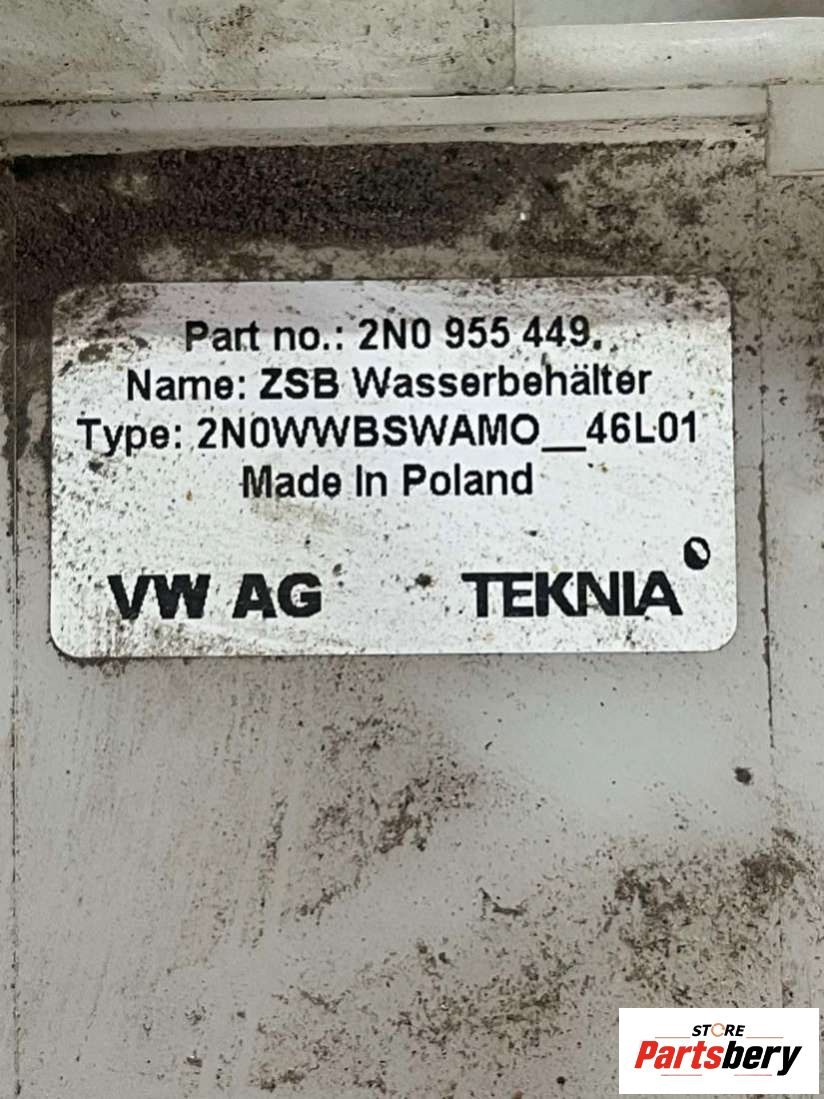 Part no.: 2N0 955 449.
Name: ZSB Wasserbehälter
Type: 2N0WWBSWAMO__46L01
Made In Poland
VW AG TEKNIA
STORE
Partsbery